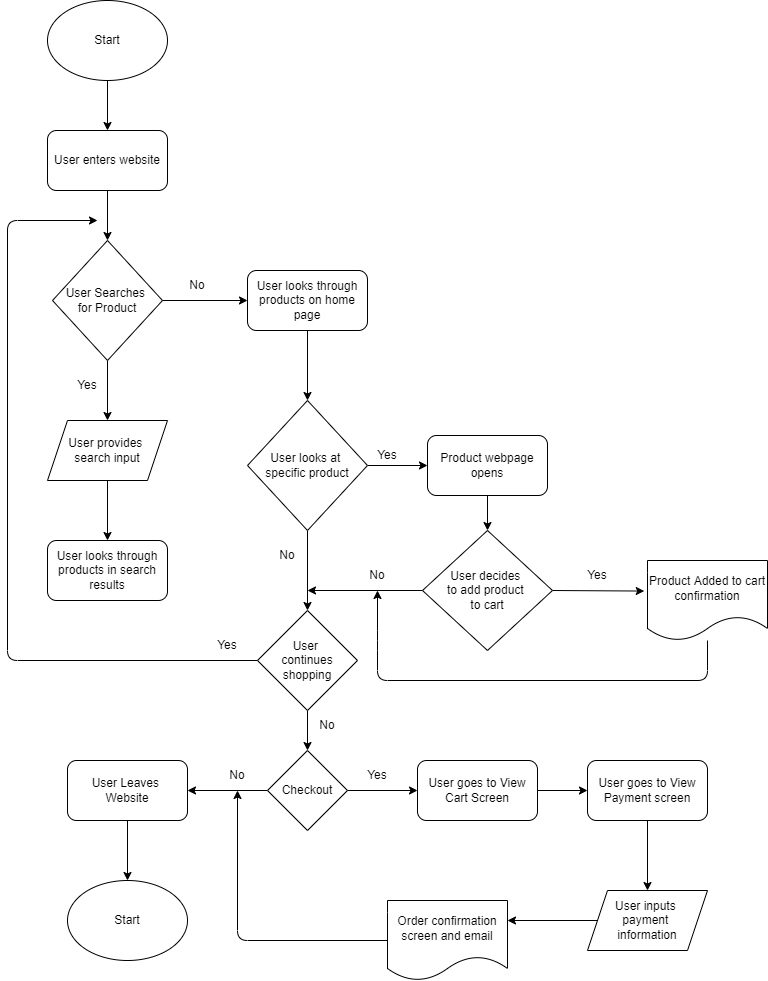 Start
User enters website
User Searches
for Product
No
User looks through
products on home
page
Yes
User provides
search input
User looks through
products in search
results
User looks at
specific product
Yes
Product webpage
opens
No
User decides
to add product
to cart
No
Yes
Product Added to cart
confirmation
User
continues
shopping
Yes
No
Checkout
No
User Leaves
Website
Start
Yes
User goes to View
Cart Screen
User goes to View
Payment screen
User inputs
payment
information
Order confirmation
screen and email